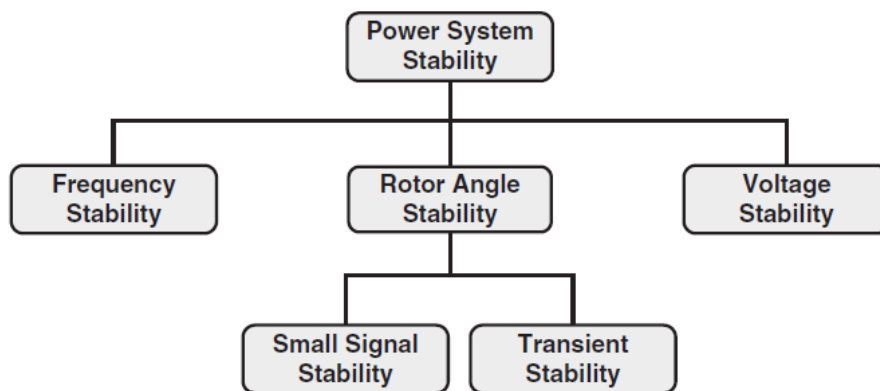 Power System
Stability
Frequency
Stability
Rotor Angle
Stability
Voltage
Stability
Small Signal
Stability
Transient
Stability